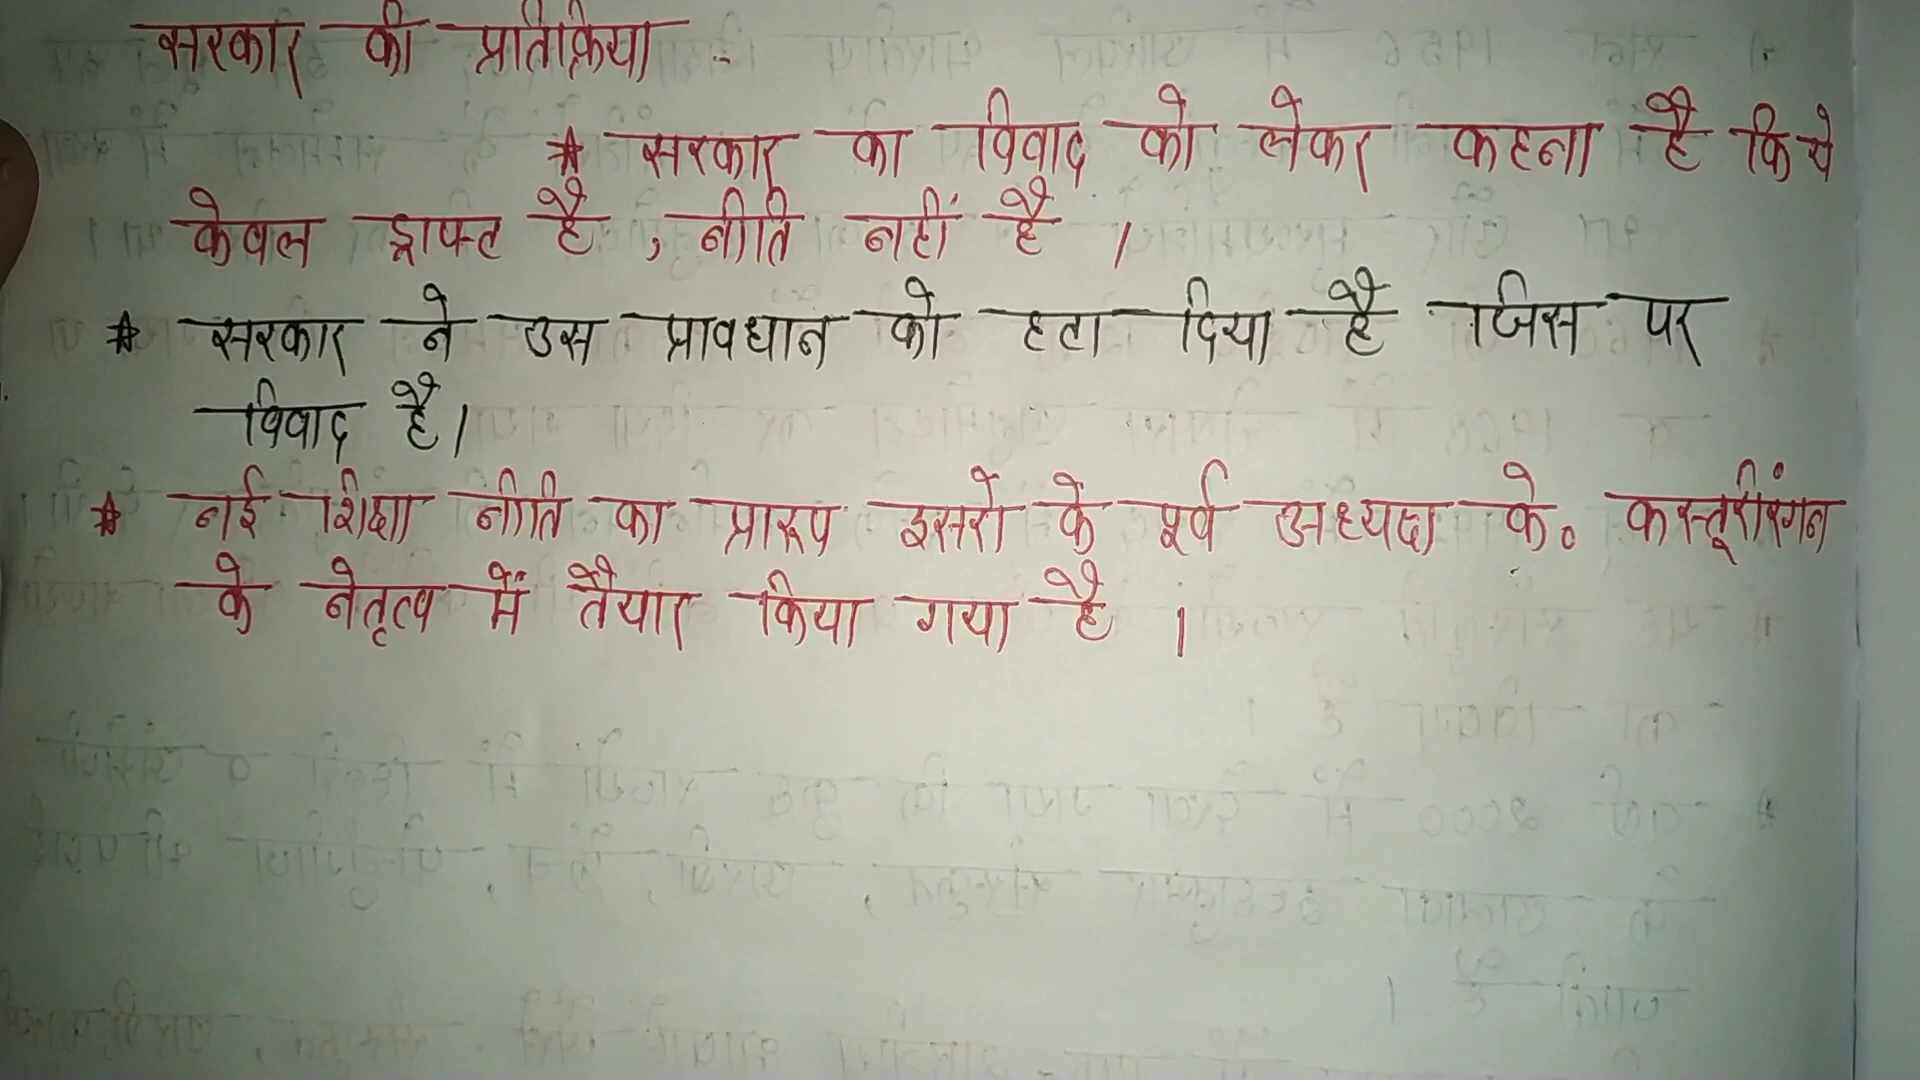 सरकार की प्रतिक्रिया :-
* सरकार का विवाद को लेकर कहना है कि ये
केवल ड्राफ्ट है, नीति नहीं है ।
* सरकार ने उस प्रावधान को हटा दिया है जिस पर
विवाद है।
* नई शिक्षा नीति का प्रारूप इसरो के पूर्व अध्यक्ष के० कस्तूरीरंगन
के नेतृत्व में तैयार किया गया है ।